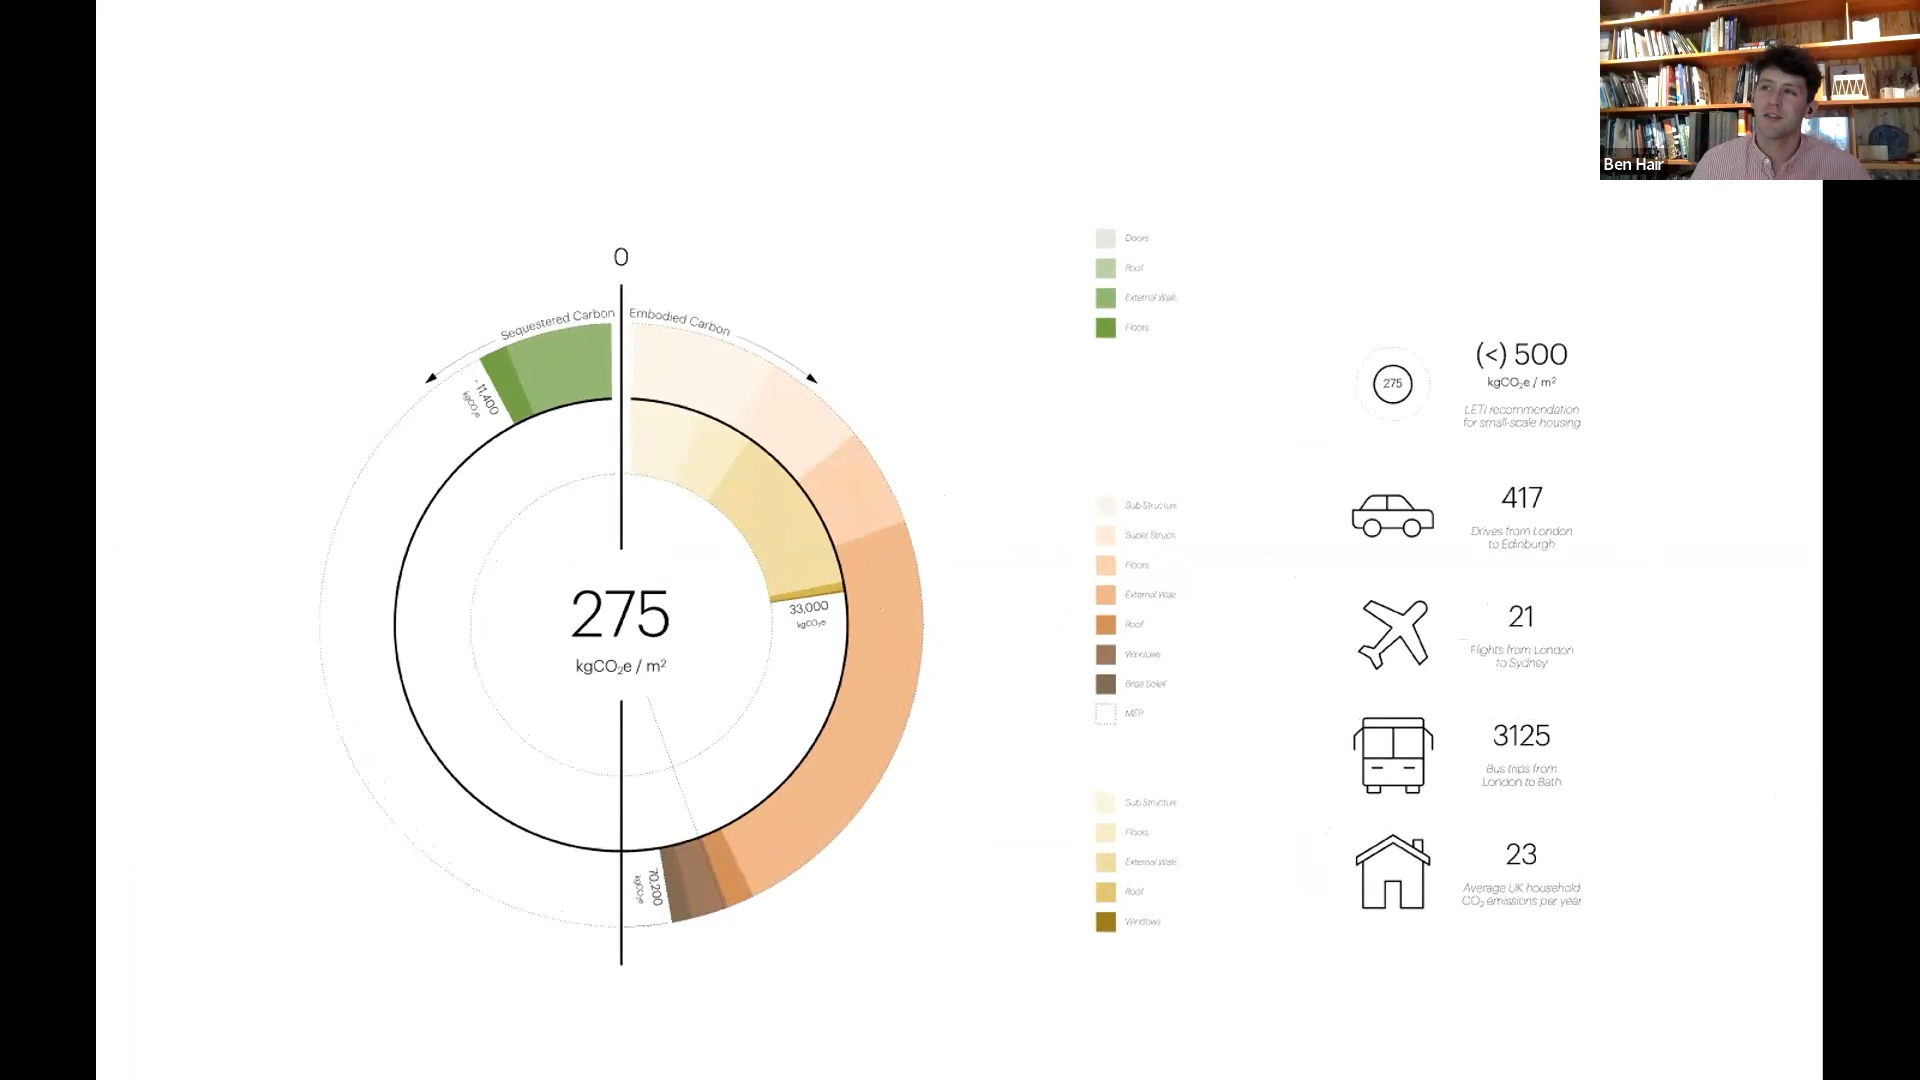 Ben Hair
0
Sequestered Carbon
Embodied Carbon
- 11,400
kgCO₂e
33,000
kgCO₂e
275
kgCO₂e / m²
70,200
kgCO₂e
Doors
Roof
External Walls
Floors
Sub Structure
Super Struct.
Floors
External Walls
Roof
Windows
Brise Soleil
MEP
Sub Structure
Floors
External Walls
Roof
Windows
275
(<) 500
kgCO₂e / m²
LETI recommendation
for small-scale housing
417
Drives from London
to Edinburgh
21
Flights from London
to Sydney
3125
Bus trips from
London to Bath
23
Average UK household
CO₂ emissions per year